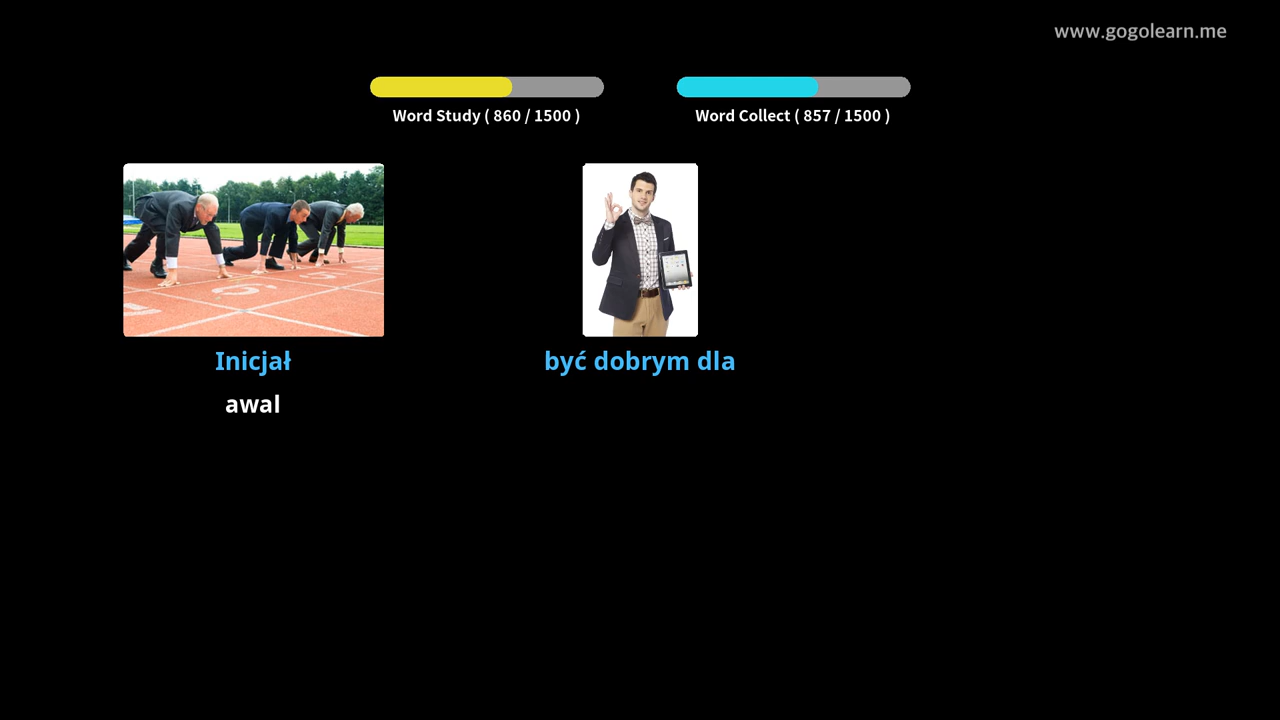 www.gogolearn.me
Word Study ( 860 / 1500 )
Word Collect ( 857 / 1500 )
Inicjał
być dobrym dla
awal